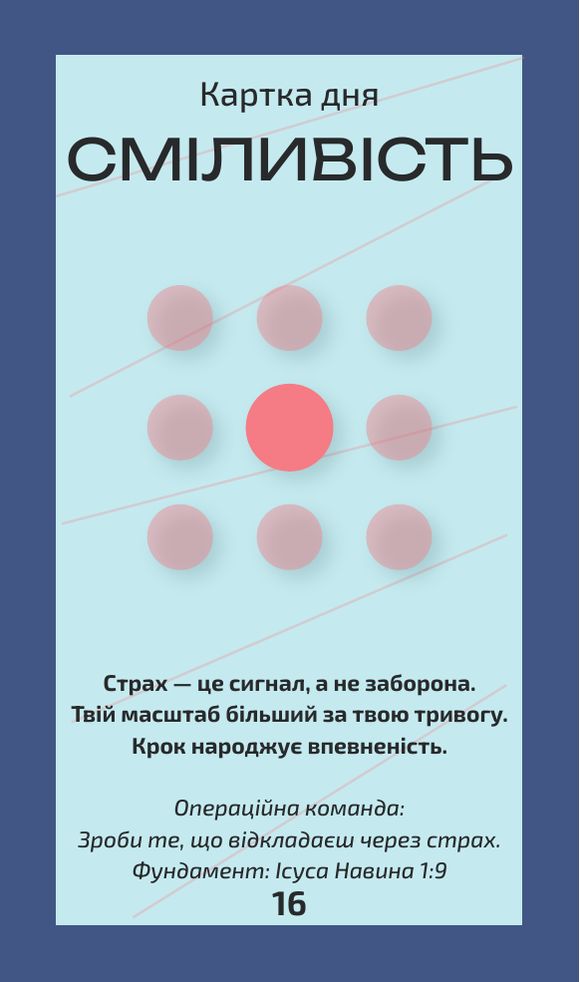 Картка дня
СМІЛИВІСТЬ
Страх — це сигнал, а не заборона.
Твій масштаб більший за твою тривогу.
Крок народжує впевненість.
Операційна команда:
Зроби те, що відкладаєш через страх.
Фундамент: Ісуса Навина 1:9
16